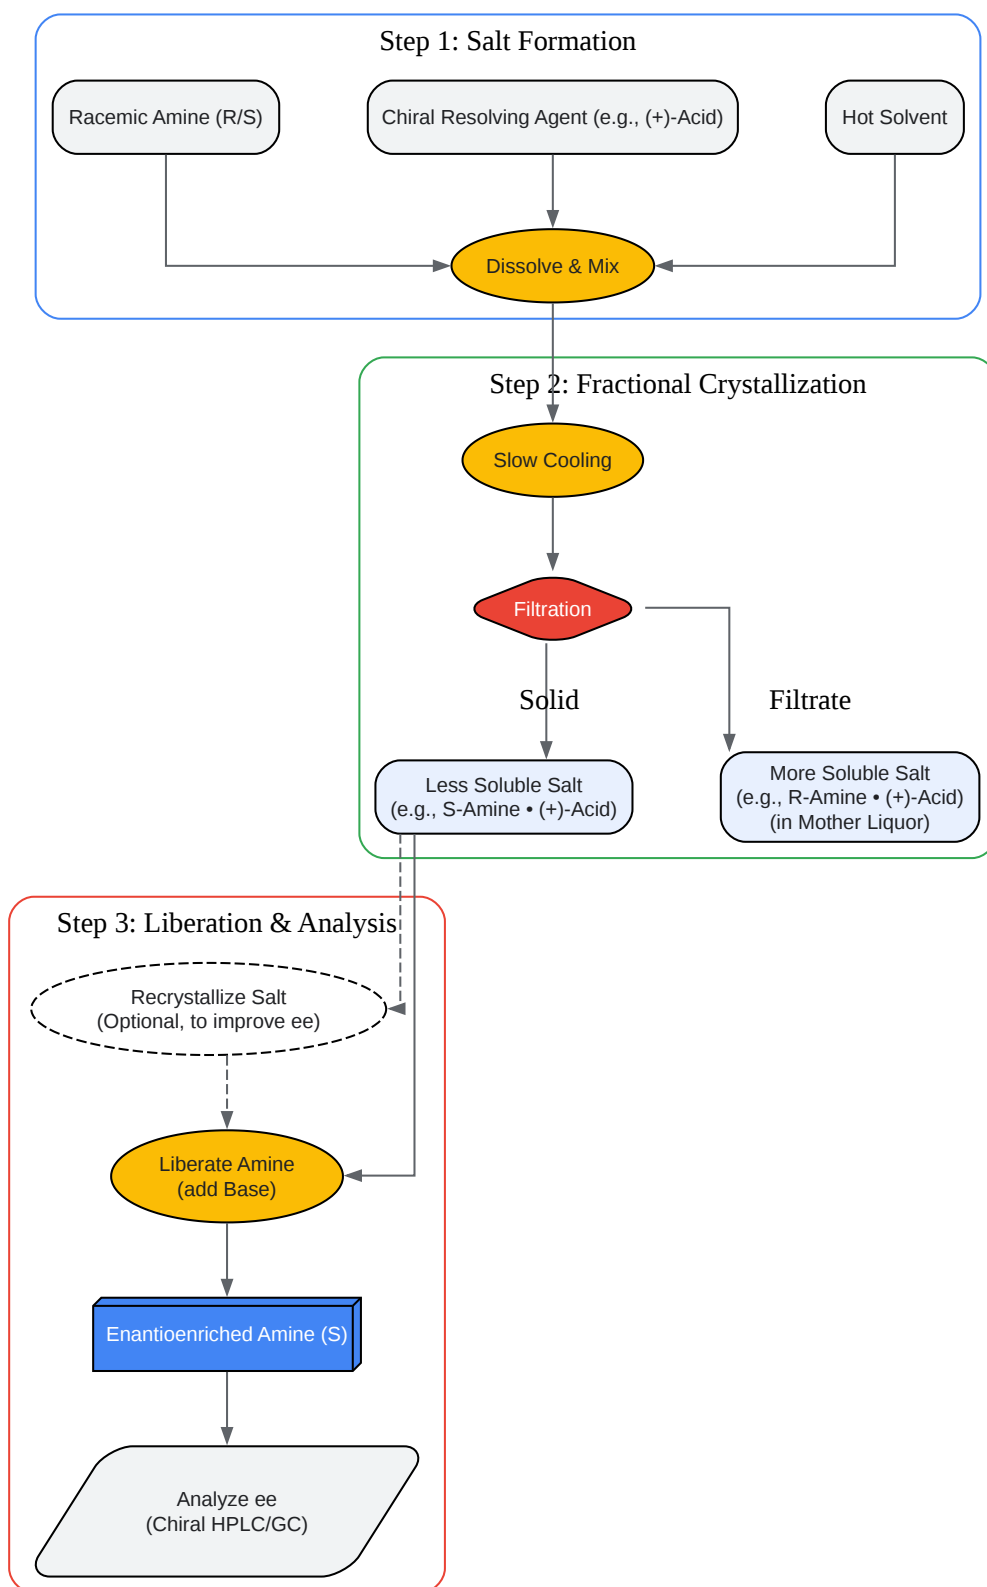 Step 1: Salt Formation
Racemic Amine (R/S)
Chiral Resolving Agent (e.g., (+)-Acid)
Hot Solvent
Dissolve & Mix
Step 2: Fractional Crystallization
Slow Cooling
Filtration
Solid
Filtrate
Less Soluble Salt
(e.g., S-Amine • (+)-Acid)
More Soluble Salt
(e.g., R-Amine • (+)-Acid)
(in Mother Liquor)
Step 3: Liberation & Analysis
Recrystallize Salt
(Optional, to improve ee)
Liberate Amine
(add Base)
Enantioenriched Amine (S)
Analyze ee
(Chiral HPLC/GC)